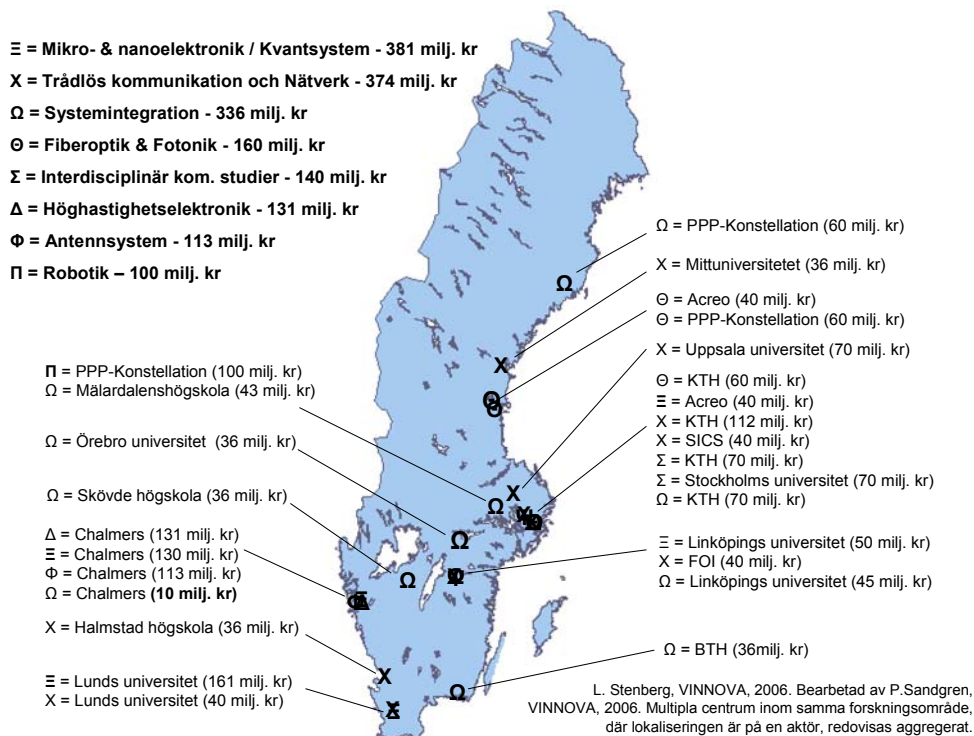 Ξ = Mikro- & nanoelektronik / Kvantsystem - 381 milj. kr
X = Trådlös kommunikation och Nätverk - 374 milj. kr
Ω = Systemintegration - 336 milj. kr
Θ = Fiberoptik & Fotonik - 160 milj. kr
Σ = Interdisciplinär kom. studier - 140 milj. kr
Δ = Höghastighetselektronik - 131 milj. kr
Φ = Antennsystem - 113 milj. kr
Π = Robotik – 100 milj. kr
Ω = PPP-Konstellation (60 milj. kr)
X = Mittuniversitetet (36 milj. kr)
Θ = Acreo (40 milj. kr)
Θ = PPP-Konstellation (60 milj. kr)
X = Uppsala universitet (70 milj. kr)
Θ = KTH (60 milj. kr)
Ξ = Acreo (40 milj. kr)
X = KTH (112 milj. kr)
X = SICS (40 milj. kr)
Σ = KTH (70 milj. kr)
Σ = Stockholms universitet (70 milj. kr)
Ω = KTH (70 milj. kr)
Ξ = Linköpings universitet (50 milj. kr)
X = FOI (40 milj. kr)
Ω = Linköpings universitet (45 milj. kr)
Ω = BTH (36milj. kr)
Π = PPP-Konstellation (100 milj. kr)
Ω = Mälardalenshögskola (43 milj. kr)
Ω = Örebro universitet (36 milj. kr)
Ω = Skövde högskola (36 milj. kr)
Δ = Chalmers (131 milj. kr)
Ξ = Chalmers (130 milj. kr)
Φ = Chalmers (113 milj. kr)
Ω = Chalmers (10 milj. kr)
X = Halmstad högskola (36 milj. kr)
Ξ = Lunds universitet (161 milj. kr)
X = Lunds universitet (40 milj. kr)
L. Stenberg, VINNOVA, 2006. Bearbetad av P.Sandgren,
VINNOVA, 2006. Multipla centrum inom samma forskningsområde,
där lokaliseringen är på en aktör, redovisas aggregerat.
Ω
X
Θ
Θ
X
Ω
X
Ω
Ω
X
Ω
X